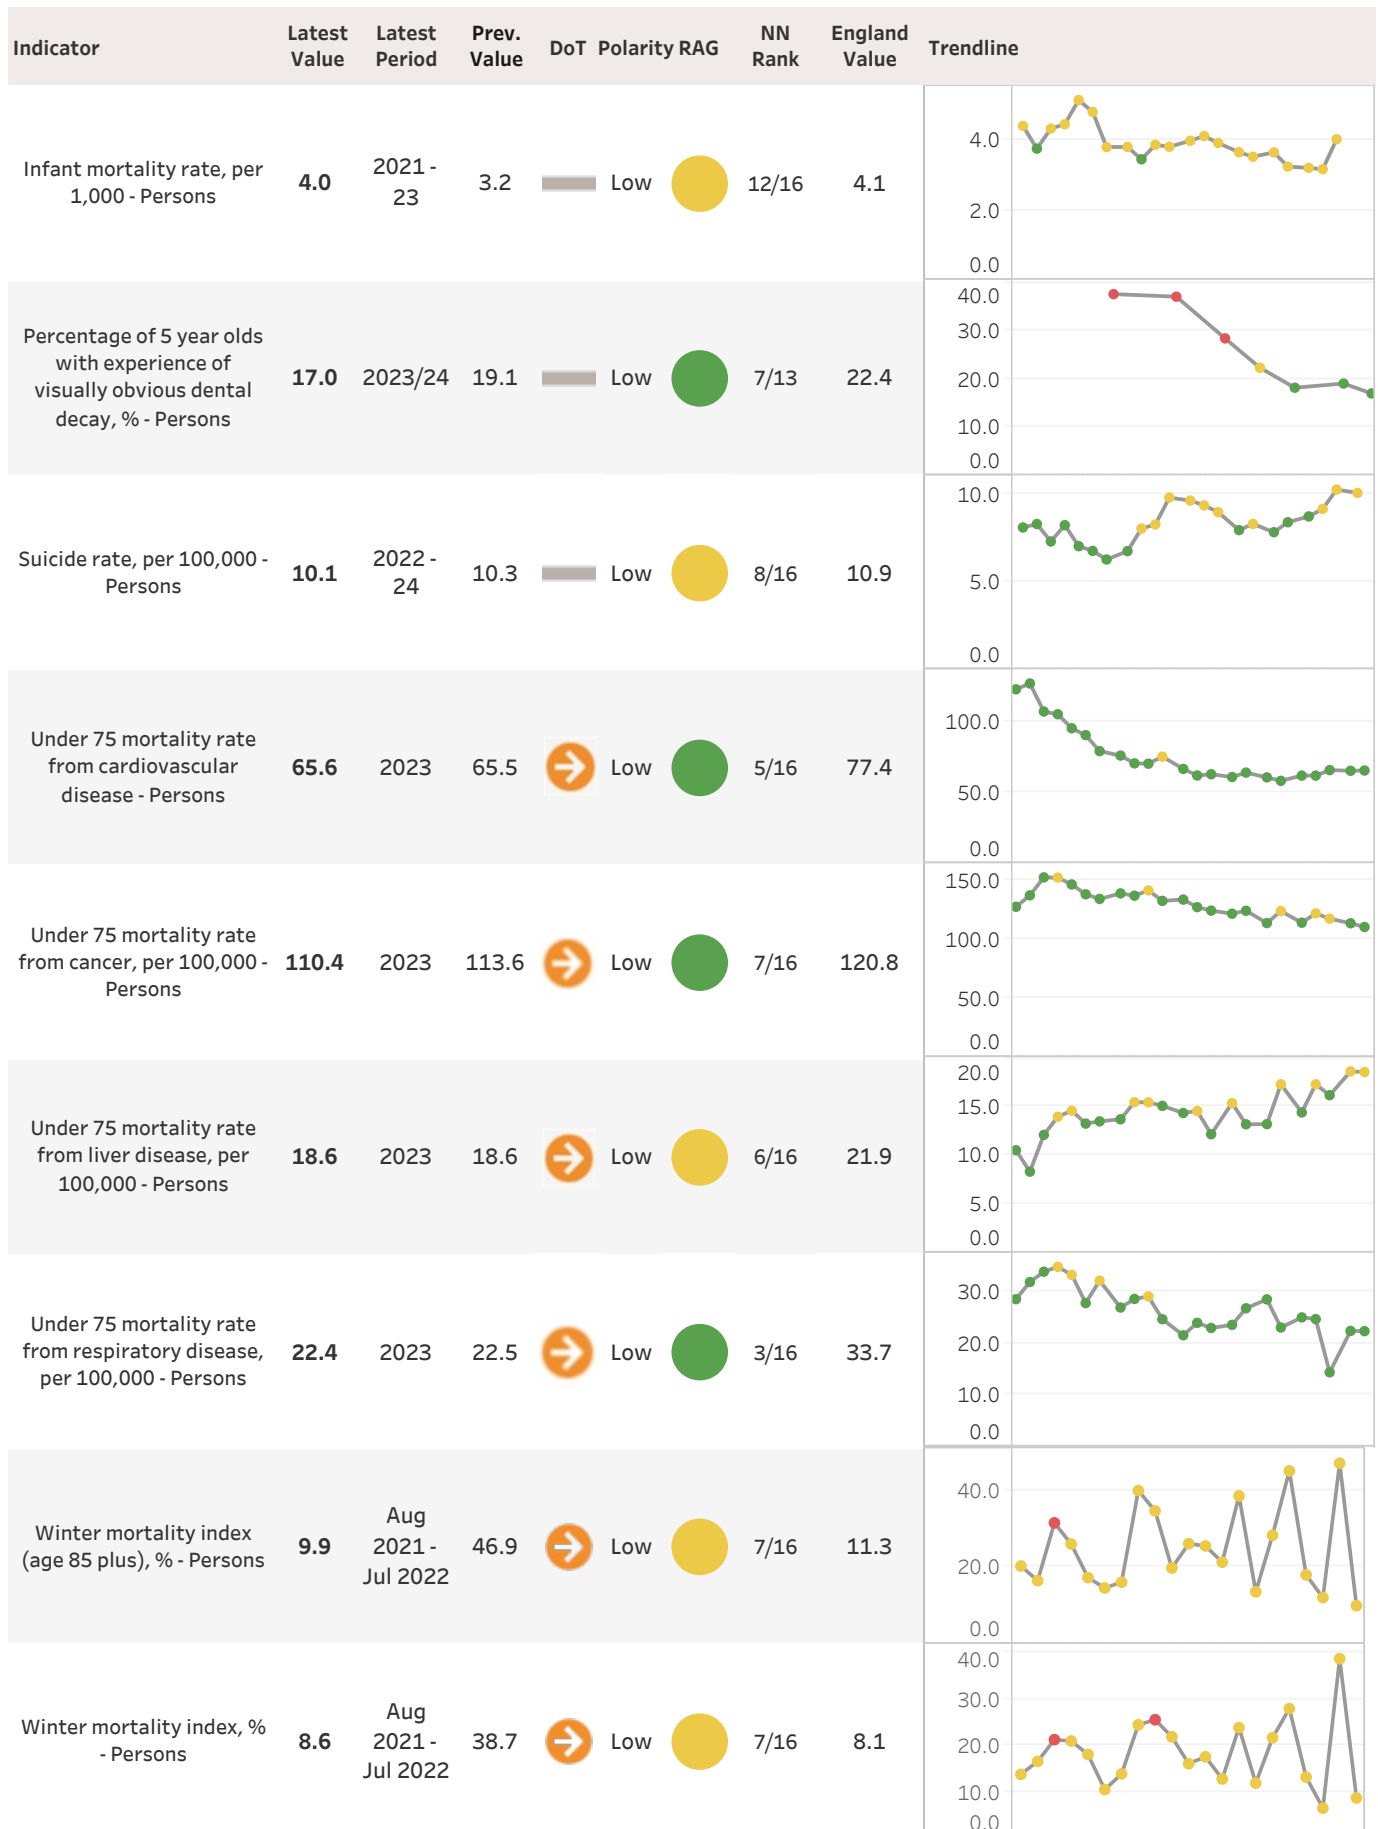 Indicator
Latest Value
Latest Period
Prev. Value
DoT
Polarity
RAG
NN Rank
England Value
Trendline
Infant mortality rate, per
1,000 - Persons
4.0
2021 -
23
3.2
Low
12/16
4.1
4.0
2.0
0.0
Percentage of 5 year olds
with experience of
visually obvious dental
decay, % - Persons
17.0
2023/24
19.1
Low
7/13
22.4
40.0
30.0
20.0
10.0
0.0
Suicide rate, per 100,000 -
Persons
10.1
2022 -
24
10.3
Low
8/16
10.9
10.0
5.0
0.0
Under 75 mortality rate
from cardiovascular
disease - Persons
65.6
2023
65.5
Low
5/16
77.4
100.0
50.0
0.0
Under 75 mortality rate
from cancer, per 100,000 -
Persons
110.4
2023
113.6
Low
7/16
120.8
150.0
100.0
50.0
0.0
Under 75 mortality rate
from liver disease, per
100,000 - Persons
18.6
2023
18.6
Low
6/16
21.9
20.0
15.0
10.0
5.0
0.0
Under 75 mortality rate
from respiratory disease,
per 100,000 - Persons
22.4
2023
22.5
Low
3/16
33.7
30.0
20.0
10.0
0.0
Winter mortality index
(age 85 plus), % - Persons
9.9
Aug
2021 -
Jul 2022
46.9
Low
7/16
11.3
40.0
20.0
0.0
Winter mortality index, %
- Persons
8.6
Aug
2021 -
Jul 2022
38.7
Low
7/16
8.1
40.0
30.0
20.0
10.0
0.0